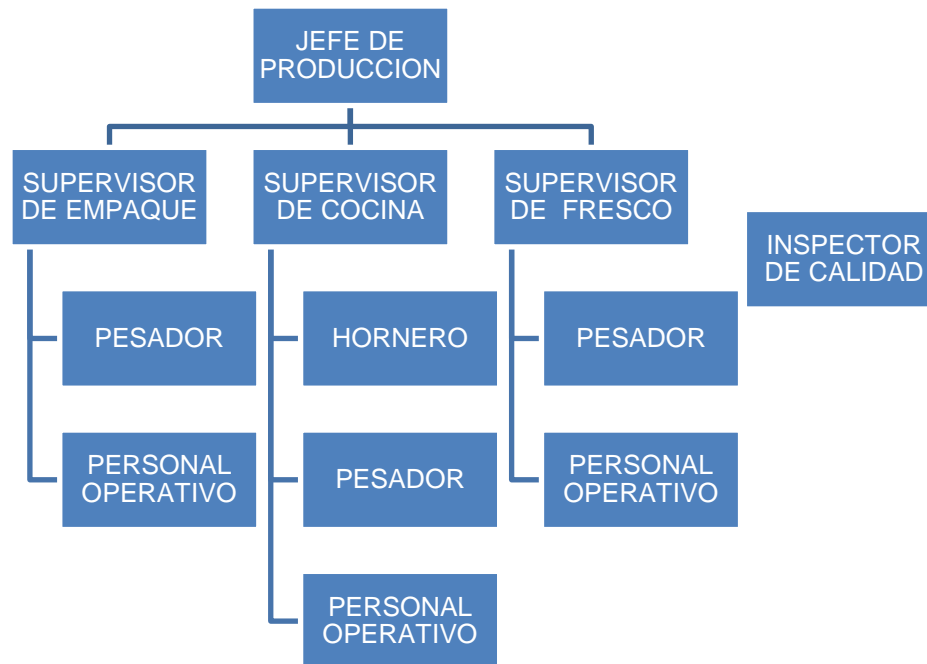 JEFE DE
PRODUCCION
SUPERVISOR
DE EMPAQUE
SUPERVISOR
DE COCINA
SUPERVISOR
DE FRESCO
INSPECTOR
DE CALIDAD
PESADOR
HORNERO
PESADOR
PERSONAL
OPERATIVO
PESADOR
PERSONAL
OPERATIVO
PERSONAL
OPERATIVO